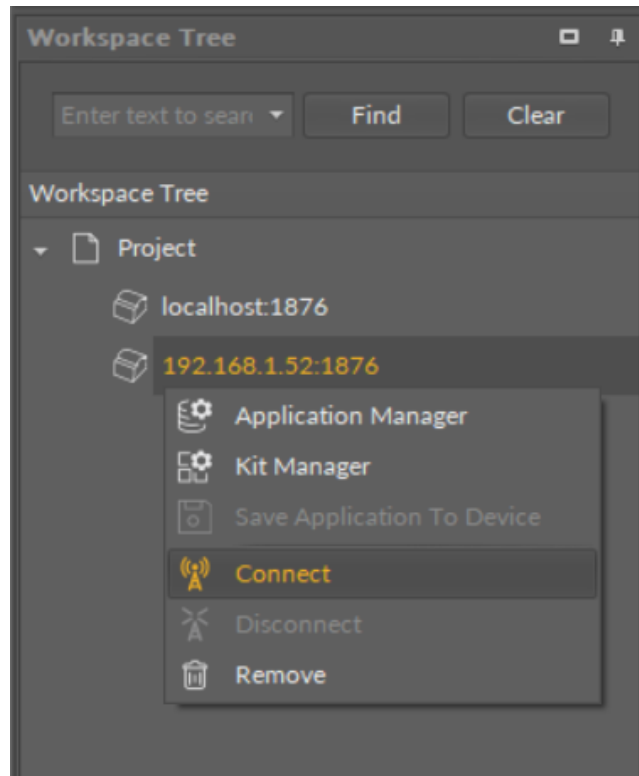 Workspace Tree
Enter text to sear Find Clear
Workspace Tree
Project
localhost:1876
192.168.1.52:1876
Application Manager
Kit Manager
Save Application To Device
Connect
Disconnect
Remove